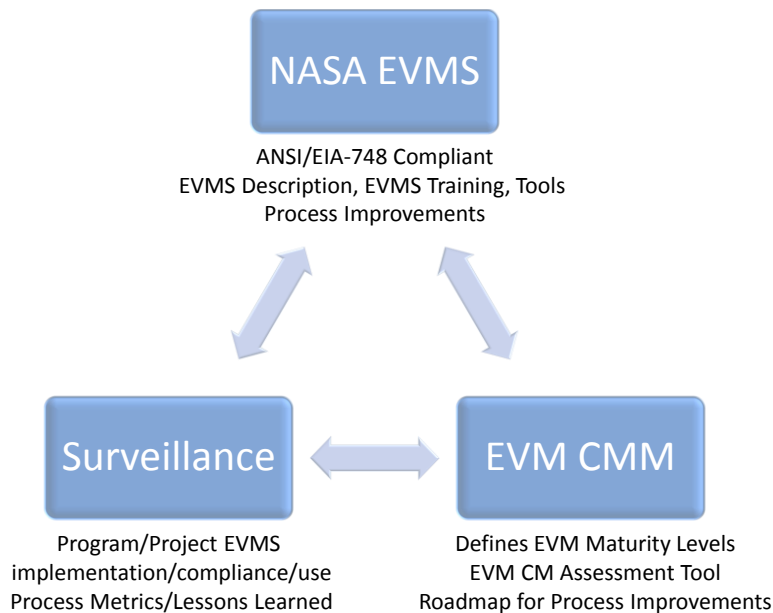 NASA EVMS
ANSI/EIA-748 Compliant
EVMS Description, EVMS Training, Tools
Process Improvements
Surveillance
Program/Project EVMS
implementation/compliance/use
Process Metrics/Lessons Learned
EVM CMM
Defines EVM Maturity Levels
EVM CM Assessment Tool
Roadmap for Process Improvements